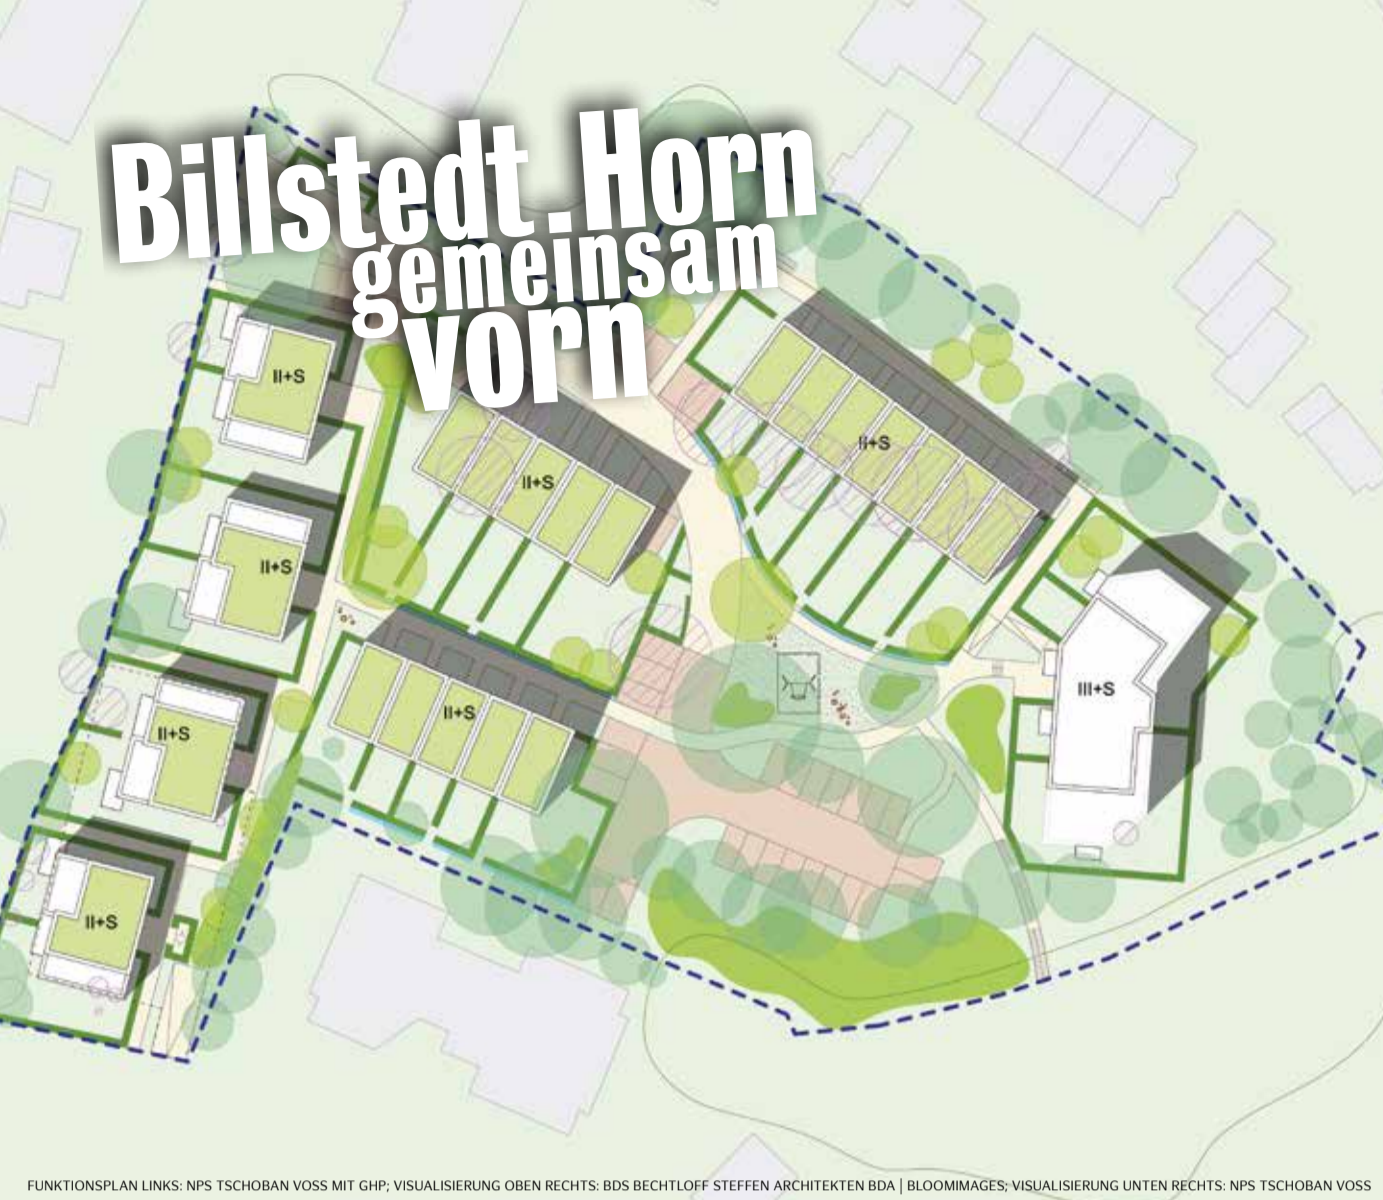 Billstedt.Horn
gemeinsam
vorn
II+S
II+S
II+S
II+S
II+S
II+S
II+S
III+S
FUNKTIONSPLAN LINKS: NPS TSCHOBAN VOSS MIT GHP; VISUALISIERUNG OBEN RECHTS: BDS BECHTLOFF STEFFEN ARCHITEKTEN BDA | BLOOMIMAGES; VISUALISIERUNG UNTEN RECHTS: NPS TSCHOBAN VOSS